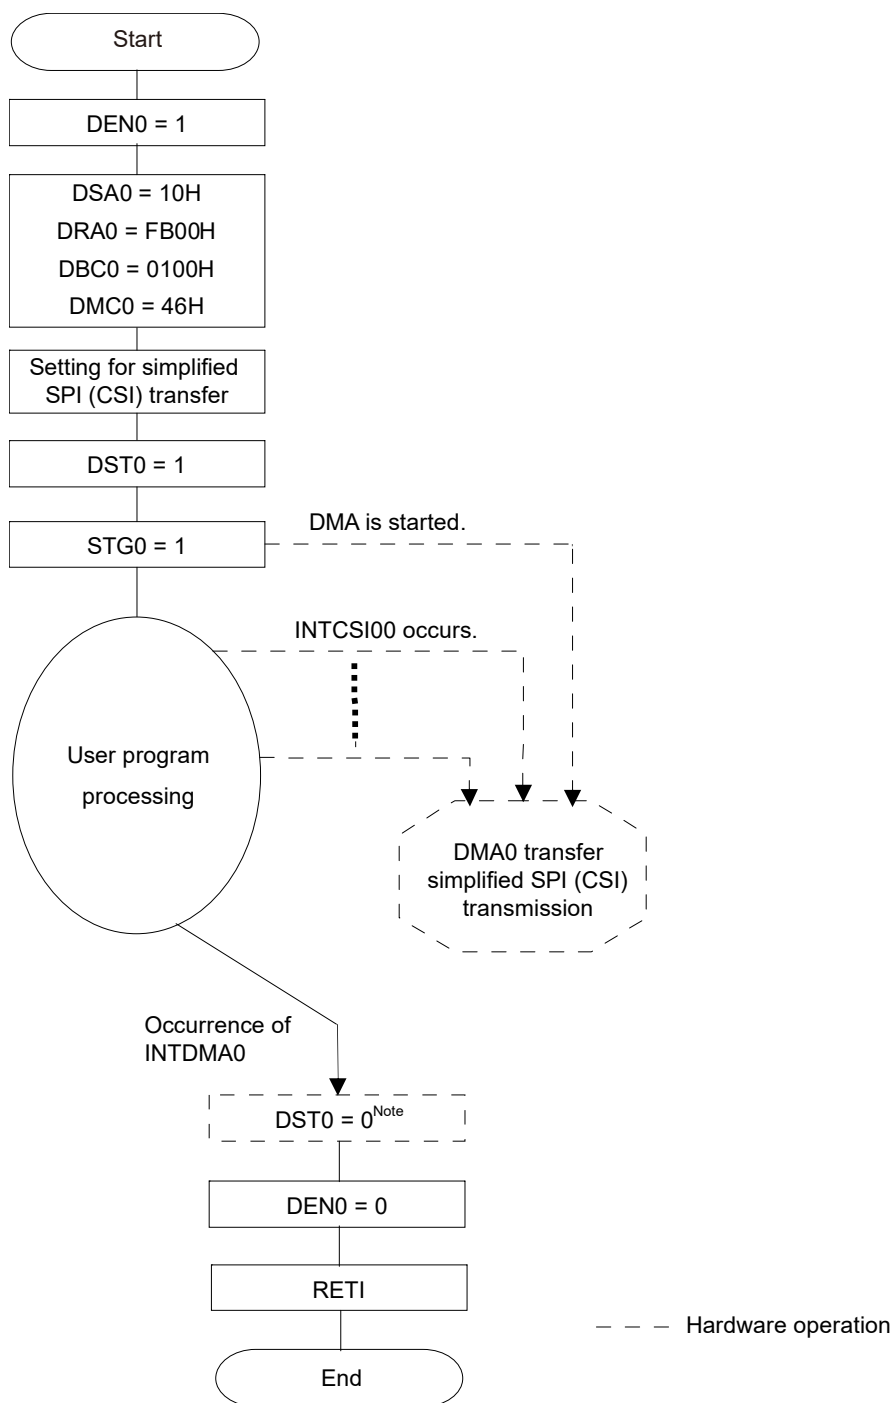 Start
DEN0 = 1
DSA0 = 10H
DRA0 = FB00H
DBC0 = 0100H
DMC0 = 46H
Setting for simplified
SPI (CSI) transfer
DST0 = 1
STG0 = 1
DMA is started.
INTCSI00 occurs.
User program
processing
DMA0 transfer
simplified SPI (CSI)
transmission
Occurrence of
INTDMA0
DST0 = 0Note
DEN0 = 0
RETI
End
Hardware operation